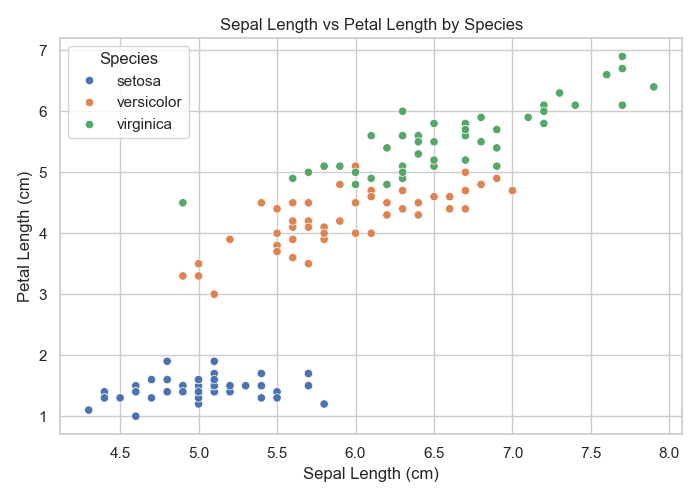 Sepal Length vs Petal Length by Species
Species
setosa
versicolor
virginica
Petal Length (cm)
7
6
5
4
3
2
1
4.5 5.0 5.5 6.0 6.5 7.0 7.5 8.0
Sepal Length (cm)